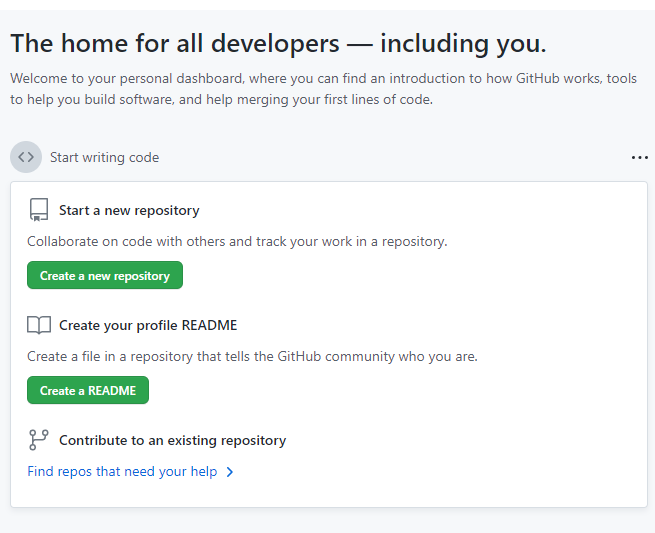 The home for all developers — including you.
Welcome to your personal dashboard, where you can find an introduction to how GitHub works, tools
to help you build software, and help merging your first lines of code.
Start writing code
Start a new repository
Collaborate on code with others and track your work in a repository.
Create a new repository
Create your profile README
Create a file in a repository that tells the GitHub community who you are.
Create a README
Contribute to an existing repository
Find repos that need your help